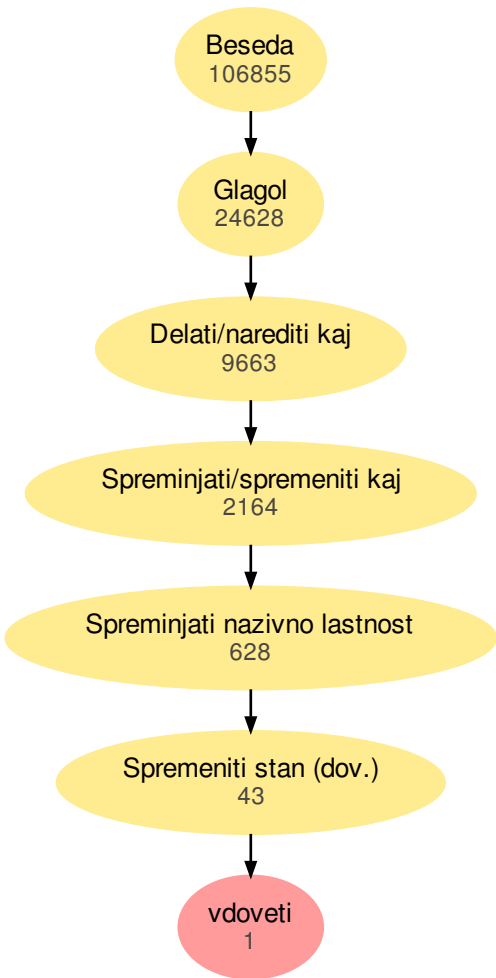 Beseda
106855
Glagol
24628
Delati/narediti kaj
9663
Spreminjati/spremeniti kaj
2164
Spreminjati nazivno lastnost
628
Spremeniti stan (dov.)
43
vdoveti
1